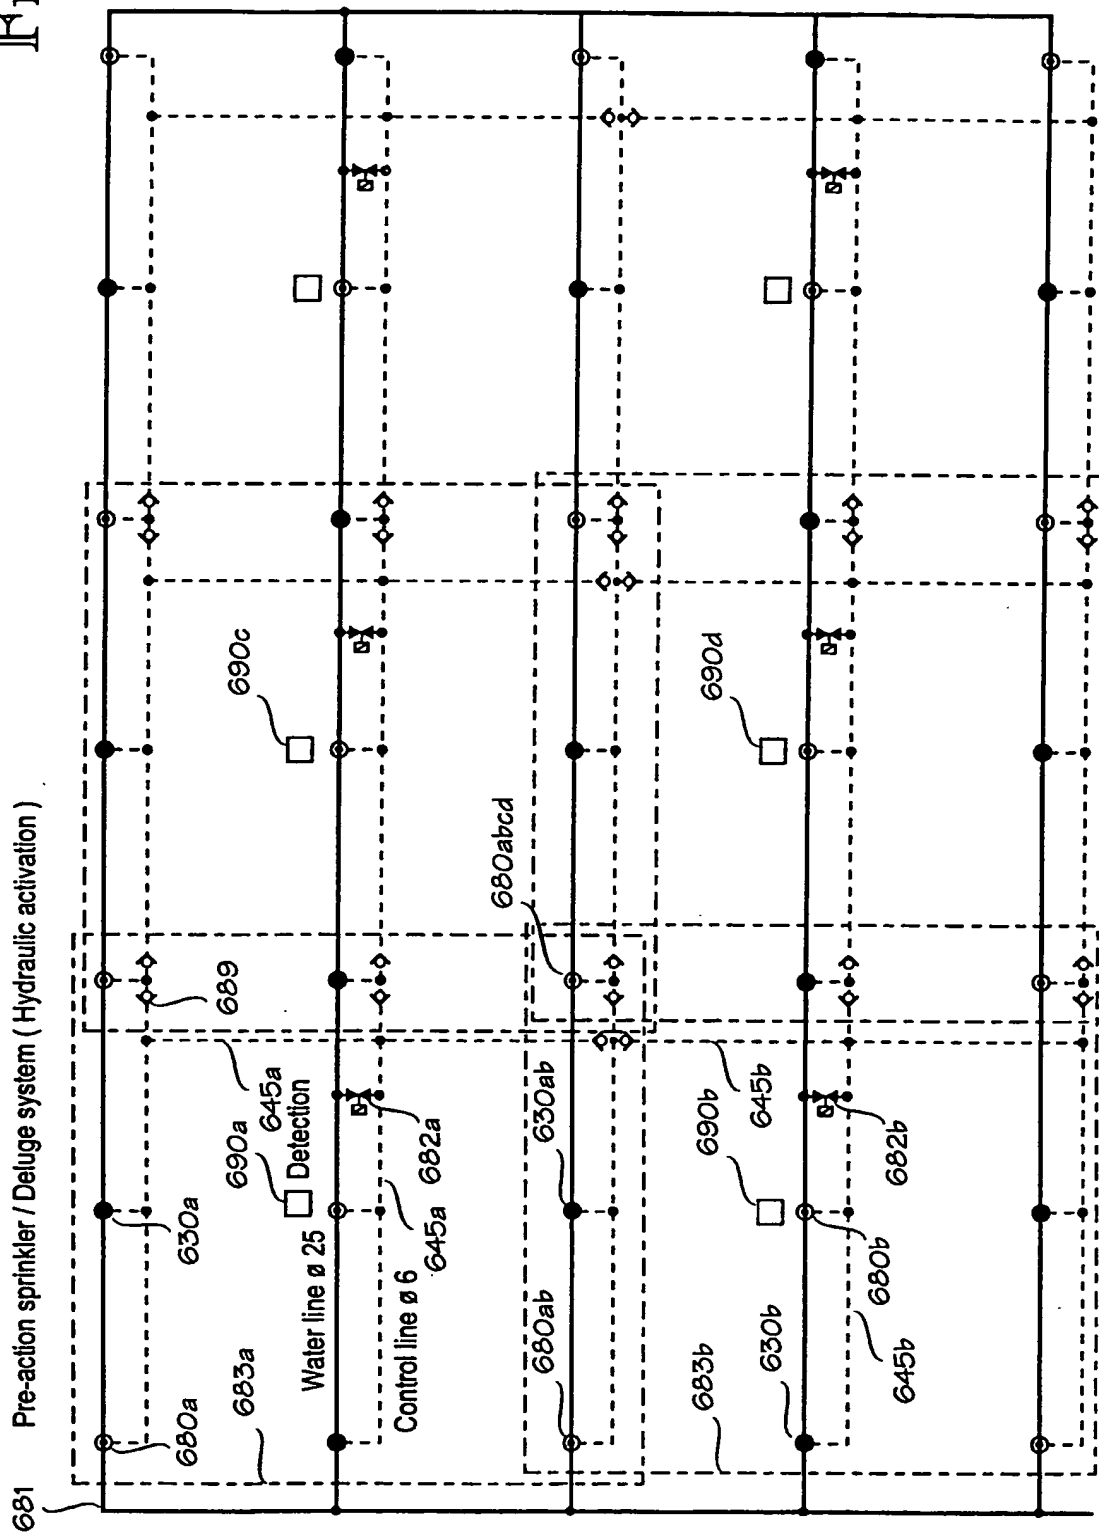 681
Pre-action sprinkler / Deluge system ( Hydraulic activation )
680a
683a
630a
645a
689
690a
Detection
Water line ø 25
Control line ø 6
645a
682a
690c
680ab
630ab
680abcd
683b
630b
680b
645b
690b
645b
682b
690d